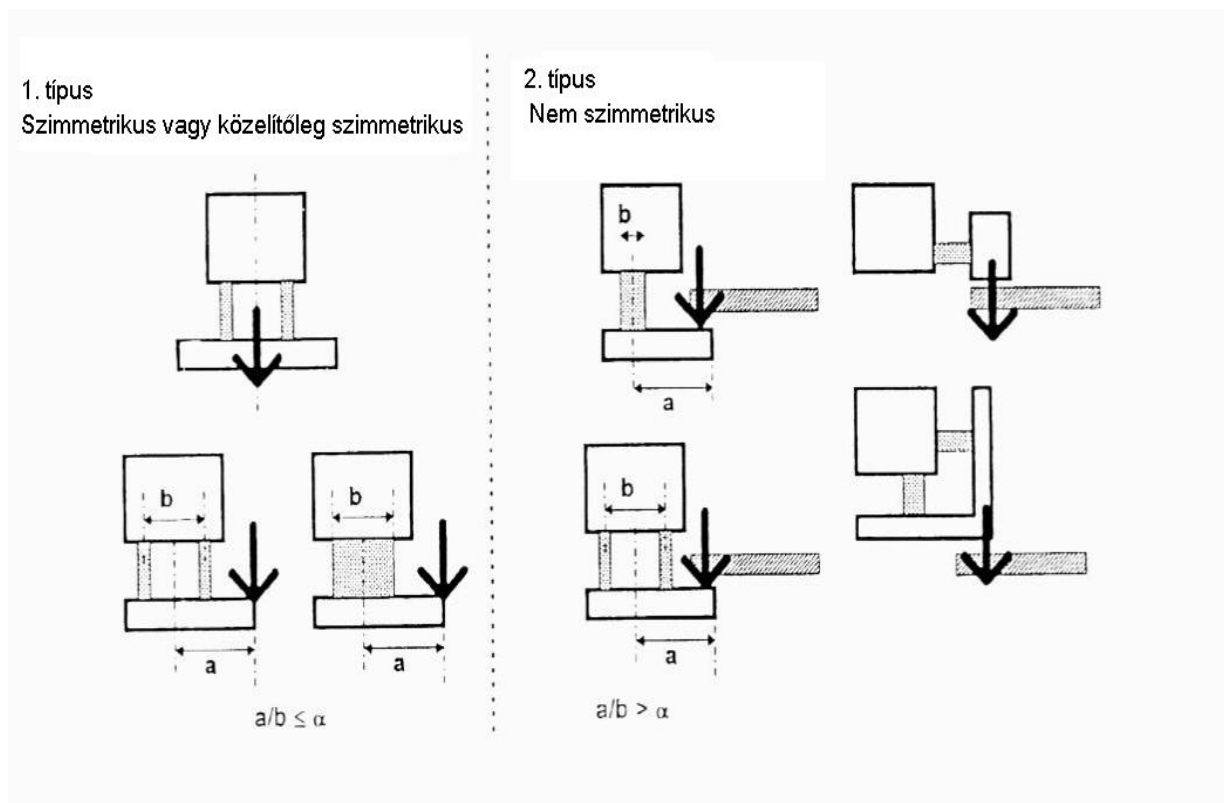 1. típus
Szimmetrikus vagy közelítőleg szimmetrikus
2. típus
Nem szimmetrikus
b
a
b
b
a
a
b
a
a/b ≤ α
a/b > α